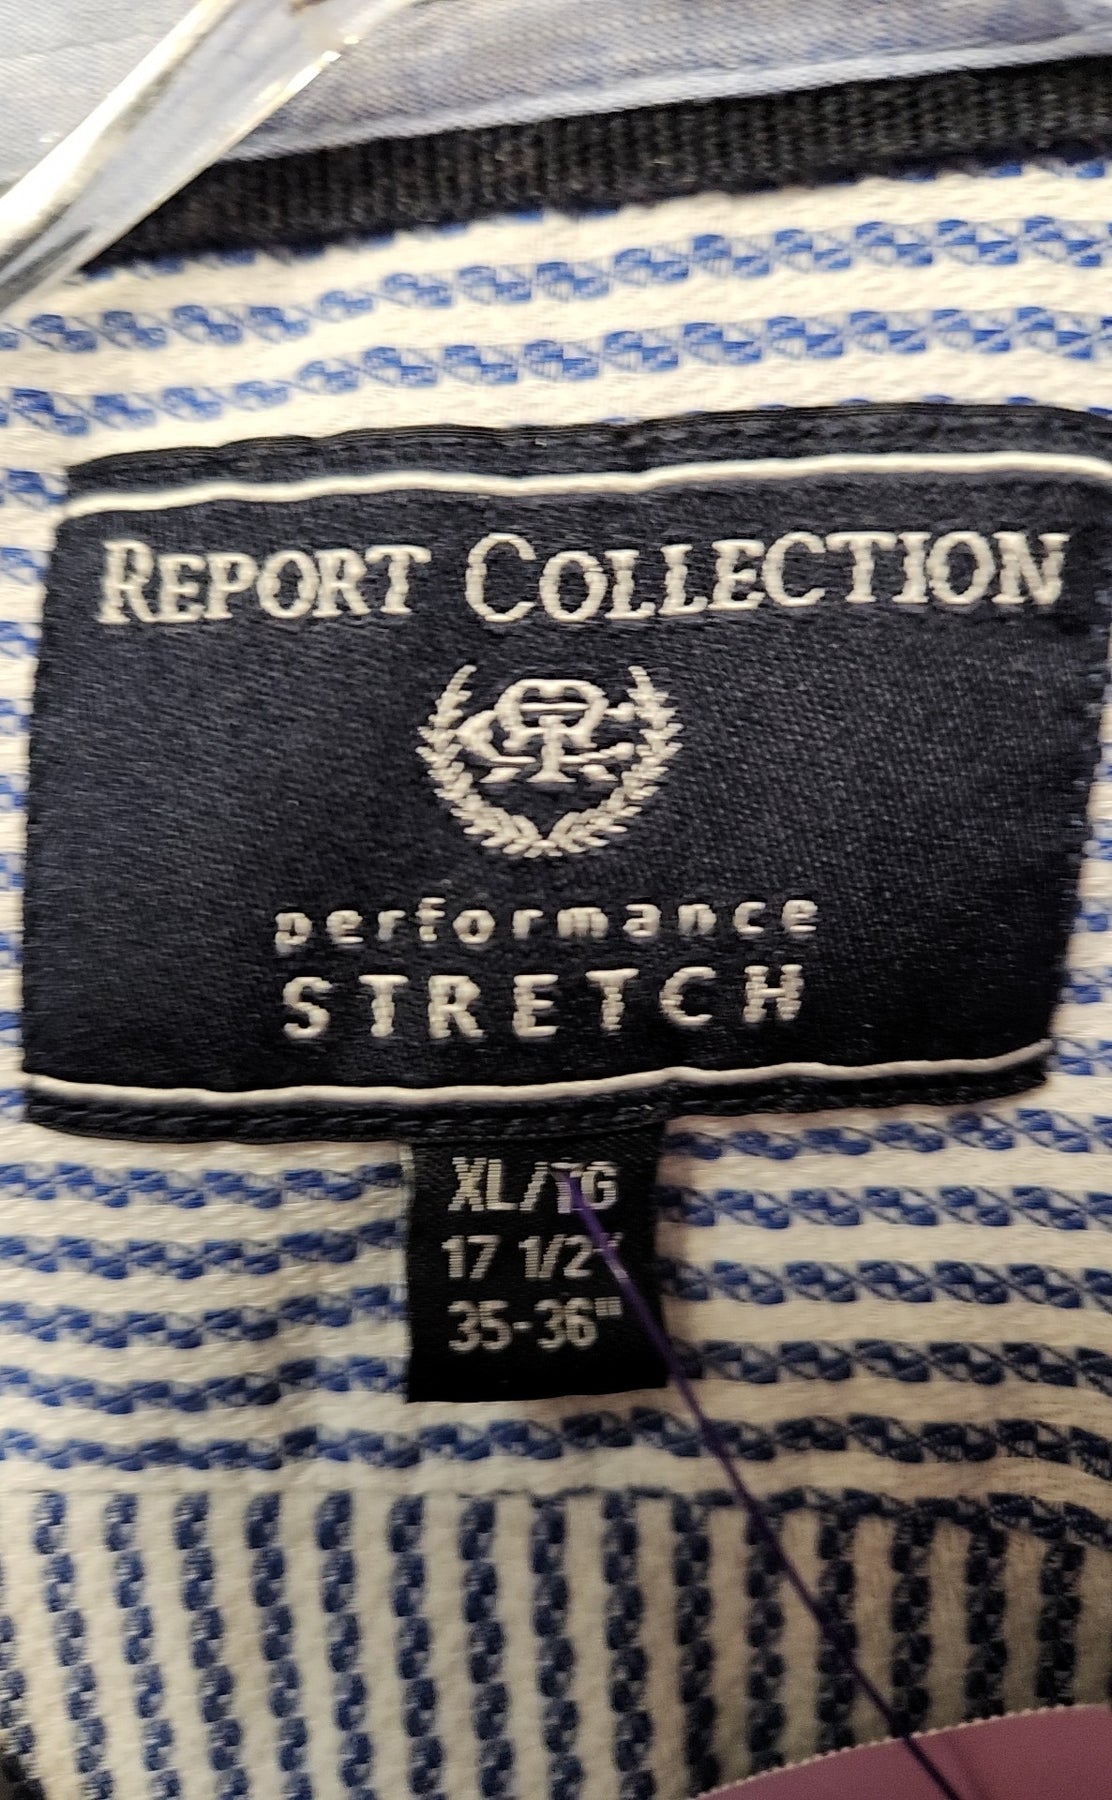 REPORT COLLECTION
performance
STRETCH
XL/TG
17 1/2"
35-36"